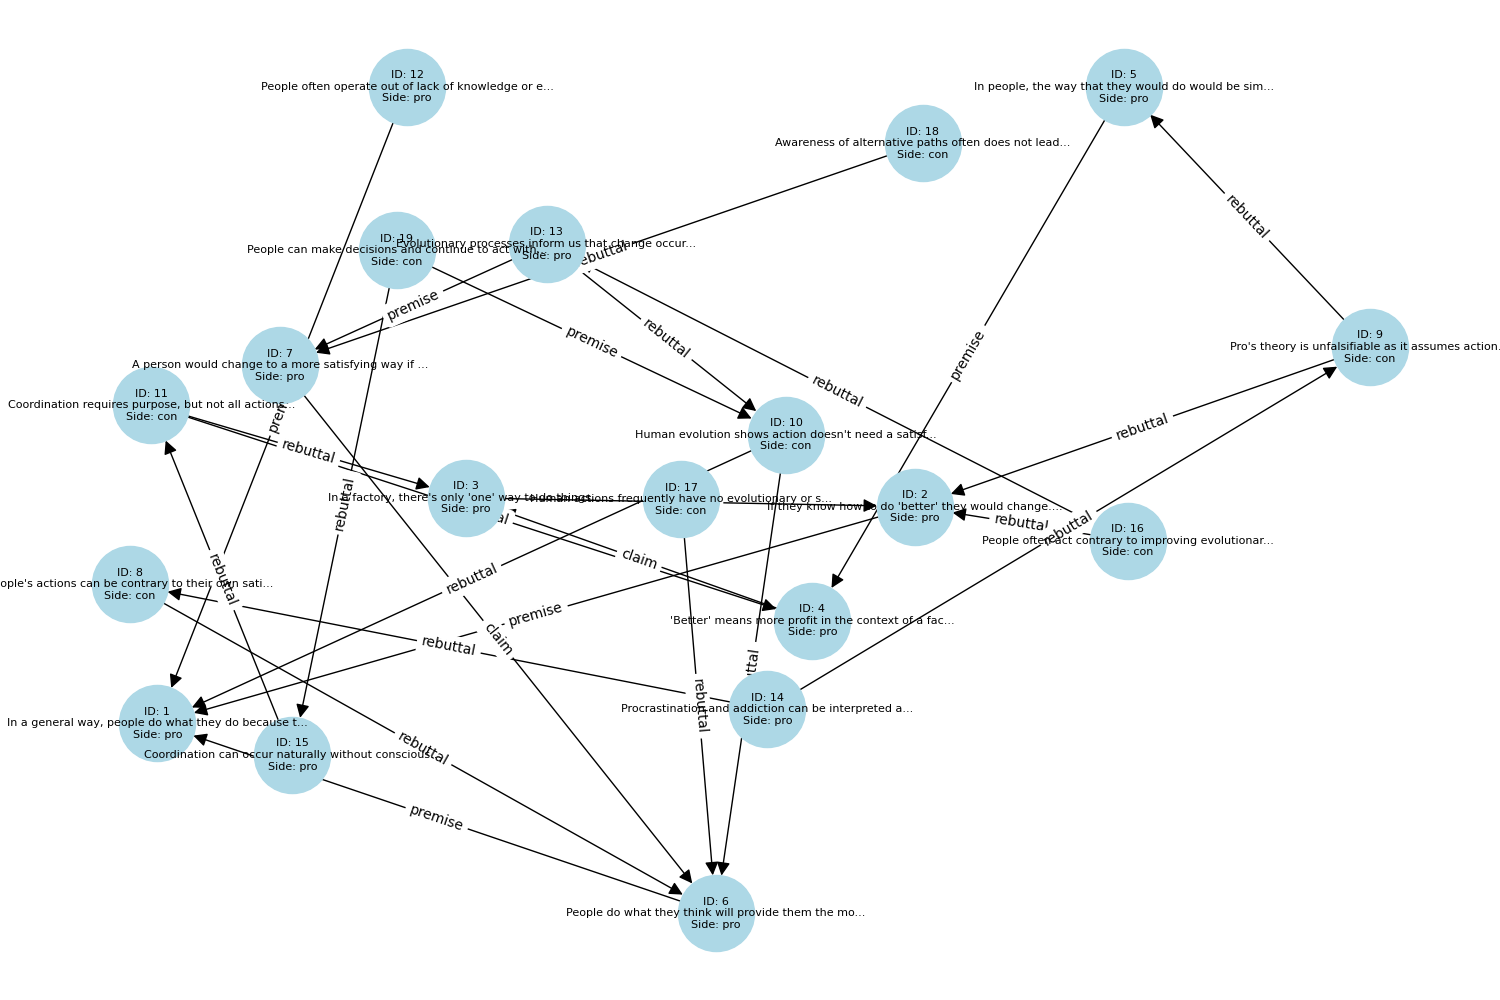 ID: 12
People often operate out of lack of knowledge or e...
Side: pro
ID: 5
In people, the way that they would do would be sim...
Side: pro
ID: 18
Awareness of alternative paths often does not lead...
Side: con
ID: 19
People can make decisions and continue to act with...
Side: con
ID: 13
Evolutionary processes inform us that change occur...
Side: pro
rebuttal
rebuttal
premise
rebuttal
premise
ID: 9
Pro's theory is unfalsifiable as it assumes action...
Side: con
ID: 7
A person would change to a more satisfying way if ...
Side: pro
premise
rebuttal
ID: 11
Coordination requires purpose, but not all actions...
Side: con
premise
rebuttal
ID: 10
Human evolution shows action doesn't need a satisf...
Side: con
rebuttal
ID: 3
In a factory, there's only 'one' way to do things...
Side: pro
ID: 17
Human actions frequently have no evolutionary or s...
Side: con
ID: 2
If they know how to do 'better' they would change....
Side: pro
rebuttal
rebuttal
rebuttal
ID: 16
People often act contrary to improving evolutionar...
Side: con
claim
ID: 8
People's actions can be contrary to their own sati...
Side: con
rebuttal
rebuttal
premise
ID: 4
'Better' means more profit in the context of a fac...
Side: pro
rebuttal
claim
rebuttal
rebuttal
ID: 14
Procrastination and addiction can be interpreted a...
Side: pro
ID: 1
In a general way, people do what they do because t...
Side: pro
ID: 15
Coordination can occur naturally without conscious...
Side: pro
rebuttal
premise
ID: 6
People do what they think will provide them the mo...
Side: pro